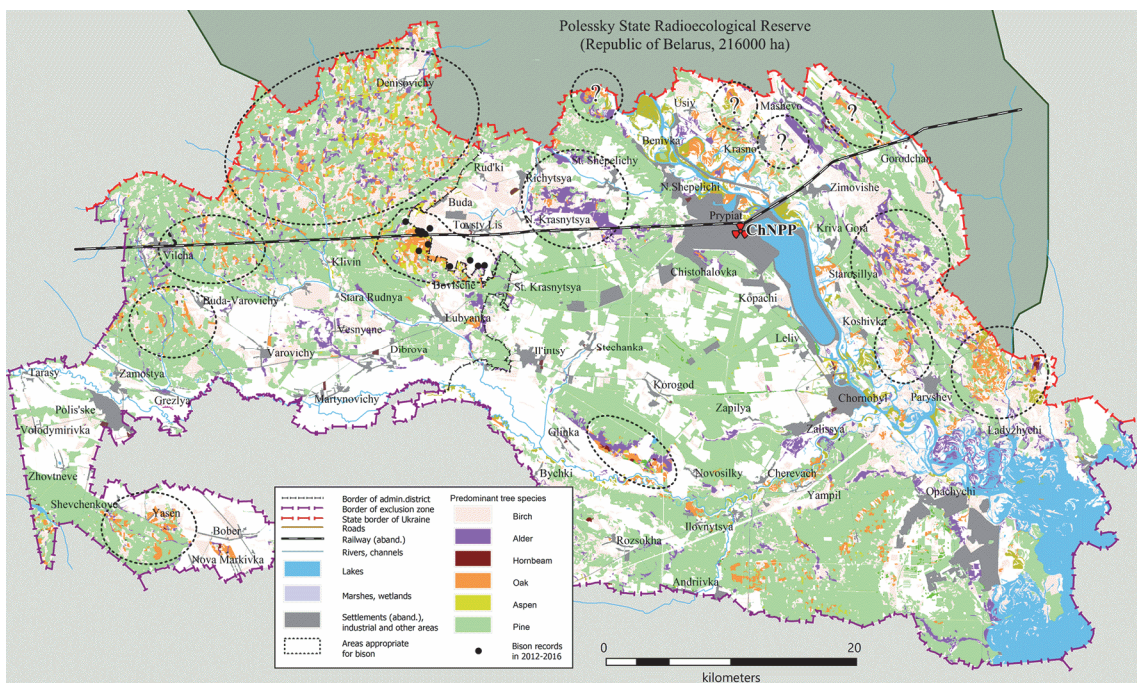 Polessky State Radioecological Reserve
(Republic of Belarus, 216000 ha)
Denisovichy
?
Usiv
?
Mashevo
?
Benivka
Krasno
?
Gorodchan
Rud'ki
Richytsya
St. Shepelichy
N.Shepelichi
Zimovishe
Buda
Prypiat
Tovsty Lis
N. Krasnytsya
ChNPP
Kriva Gora
Vilcha
Klivin
Chistohalovka
Starosillya
Bovische
St. Krasnytsya
Buda-Varovichy
Stara Rudnya
Kopachi
Lubyanka
Koshivka
Vesnyane
Leliv
Varovichy
Dibrova
Il'intsy
Stechanka
Tarasy
Zamostya
Korogod
Polis'ske
Grezlya
Martynovichy
Zapilya
Chornobyl
Paryshev
Volodymirivka
Glinka
Zalissya
Ladyzhychi
Zhovtneve
Bychki
Novosilky
Cherevach
Shevchenkove
Yampil
Opachychi
Yasen
Ilovnytsya
Bober
Rozsokha
Nova Markivka
Andriivka
Border of admin.district
Border of exclusion zone
State border of Ukraine
Roads
Railway (aband.)
Rivers, channels
Lakes
Marshes, wetlands
Settlements (aband.),
industrial and other areas
Areas appropriate
for bison
Predominant tree species
Birch
Alder
Hornbeam
Oak
Aspen
Pine
Bison records
in 2012-2016
0
20
kilometers